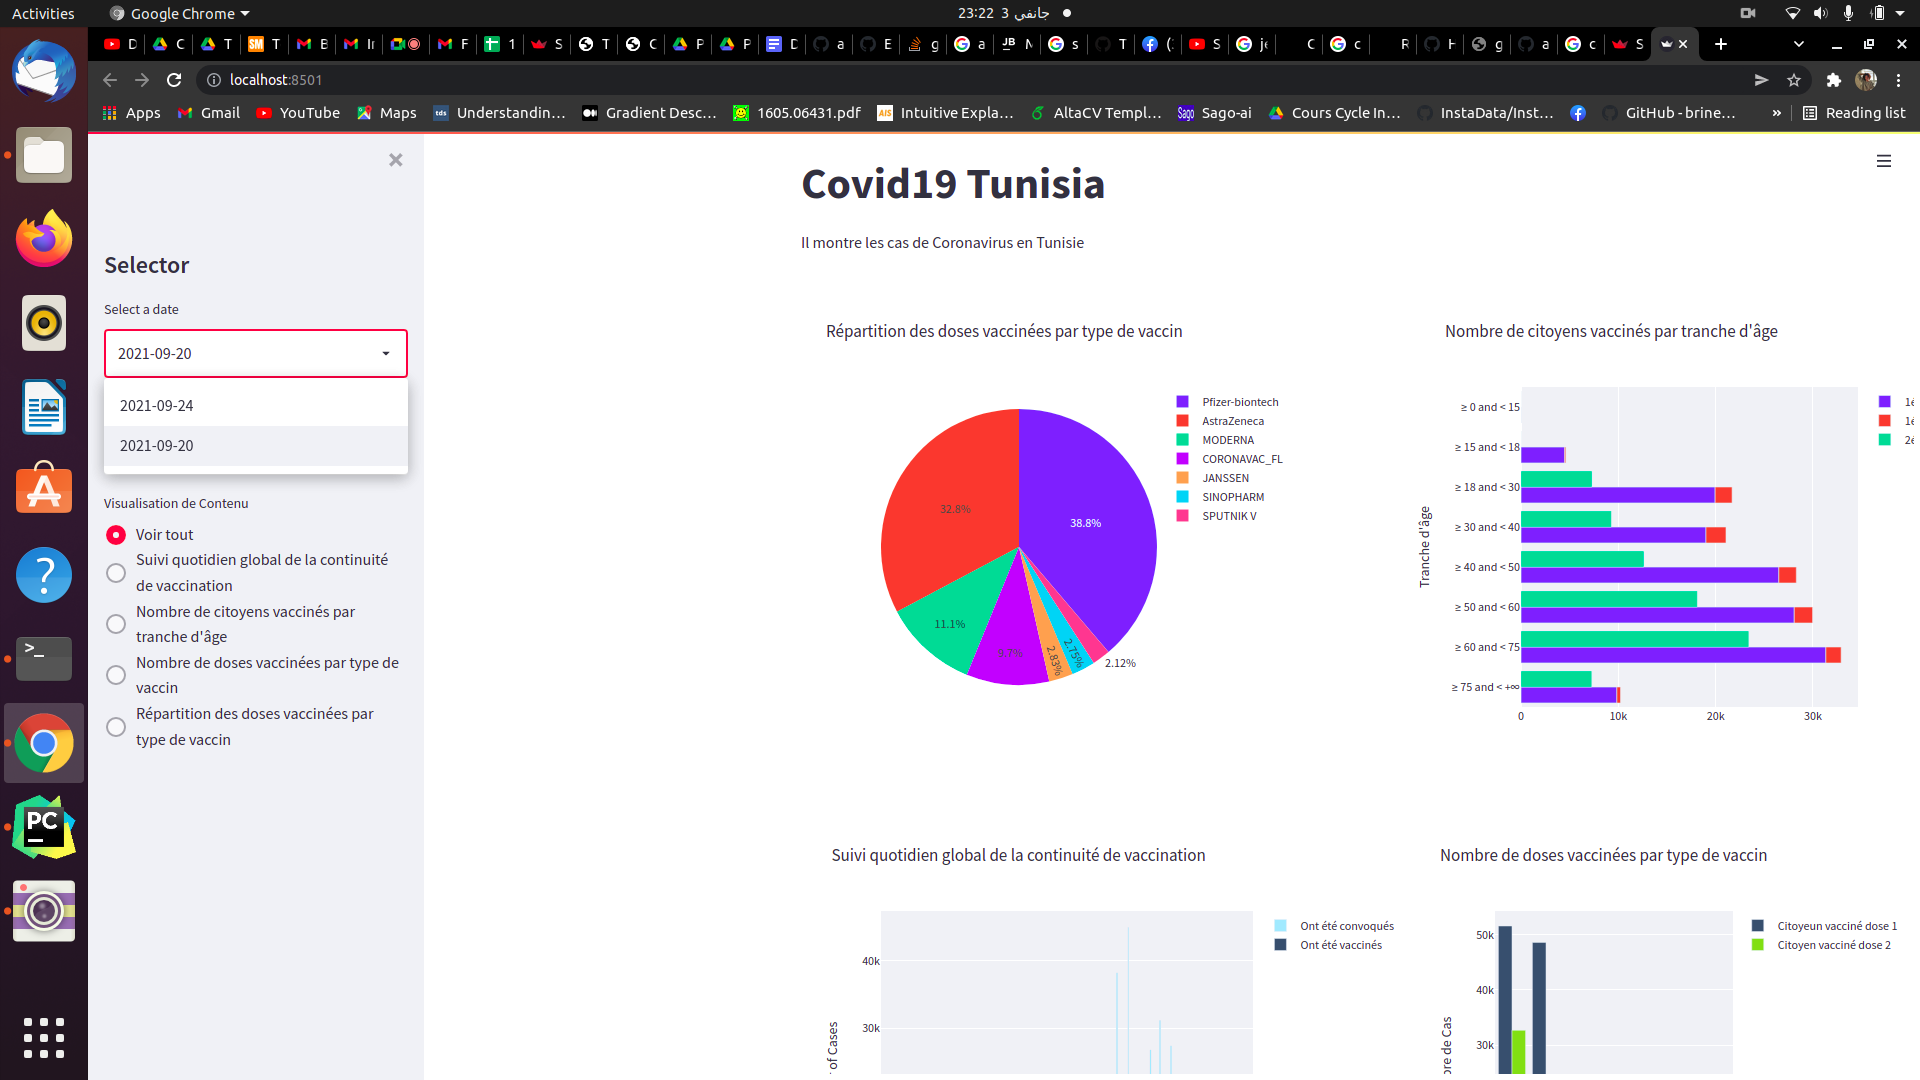 Activities
Google Chrome
23:22 3 جانفي
D
C
T
T
B
I
F
1
S
T
C
P
P
D
a
E
g
a
N
s
T
(:
S
je
C
c
R
H
g
a
c
S
localhost:8501
Apps
Gmail
YouTube
Maps
Understandin…
Gradient Desc…
1605.06431.pdf
Intuitive Expla…
AltaCV Templ…
Sago-ai
Cours Cycle In…
InstaData/Inst…
GitHub - brine…
»
Reading list
Selector
Select a date
2021-09-20
2021-09-24
2021-09-20
Visualisation de Contenu
Voir tout
Suivi quotidien global de la continuité
de vaccination
Nombre de citoyens vaccinés par
tranche d'âge
Nombre de doses vaccinées par type de
vaccin
Répartition des doses vaccinées par
type de vaccin
Covid19 Tunisia
Il montre les cas de Coronavirus en Tunisie
Répartition des doses vaccinées par type de vaccin
38.8%
32.8%
11.1%
9.7%
2.83%
2.75%
2.12%
Pfizer-biontech
AstraZeneca
MODERNA
CORONAVAC_FL
JANSSEN
SINOPHARM
SPUTNIK V
Nombre de citoyens vaccinés par tranche d'âge
Tranche d'âge
≥ 0 and < 15
≥ 15 and < 18
≥ 18 and < 30
≥ 30 and < 40
≥ 40 and < 50
≥ 50 and < 60
≥ 60 and < 75
≥ 75 and < +∞
0
10k
20k
30k
1é
1é
2é
Suivi quotidien global de la continuité de vaccination
40k
30k
of Cases
Ont été convoqués
Ont été vaccinés
Nombre de doses vaccinées par type de vaccin
50k
40k
30k
bre de Cas
Citoyeun vacciné dose 1
Citoyen vacciné dose 2